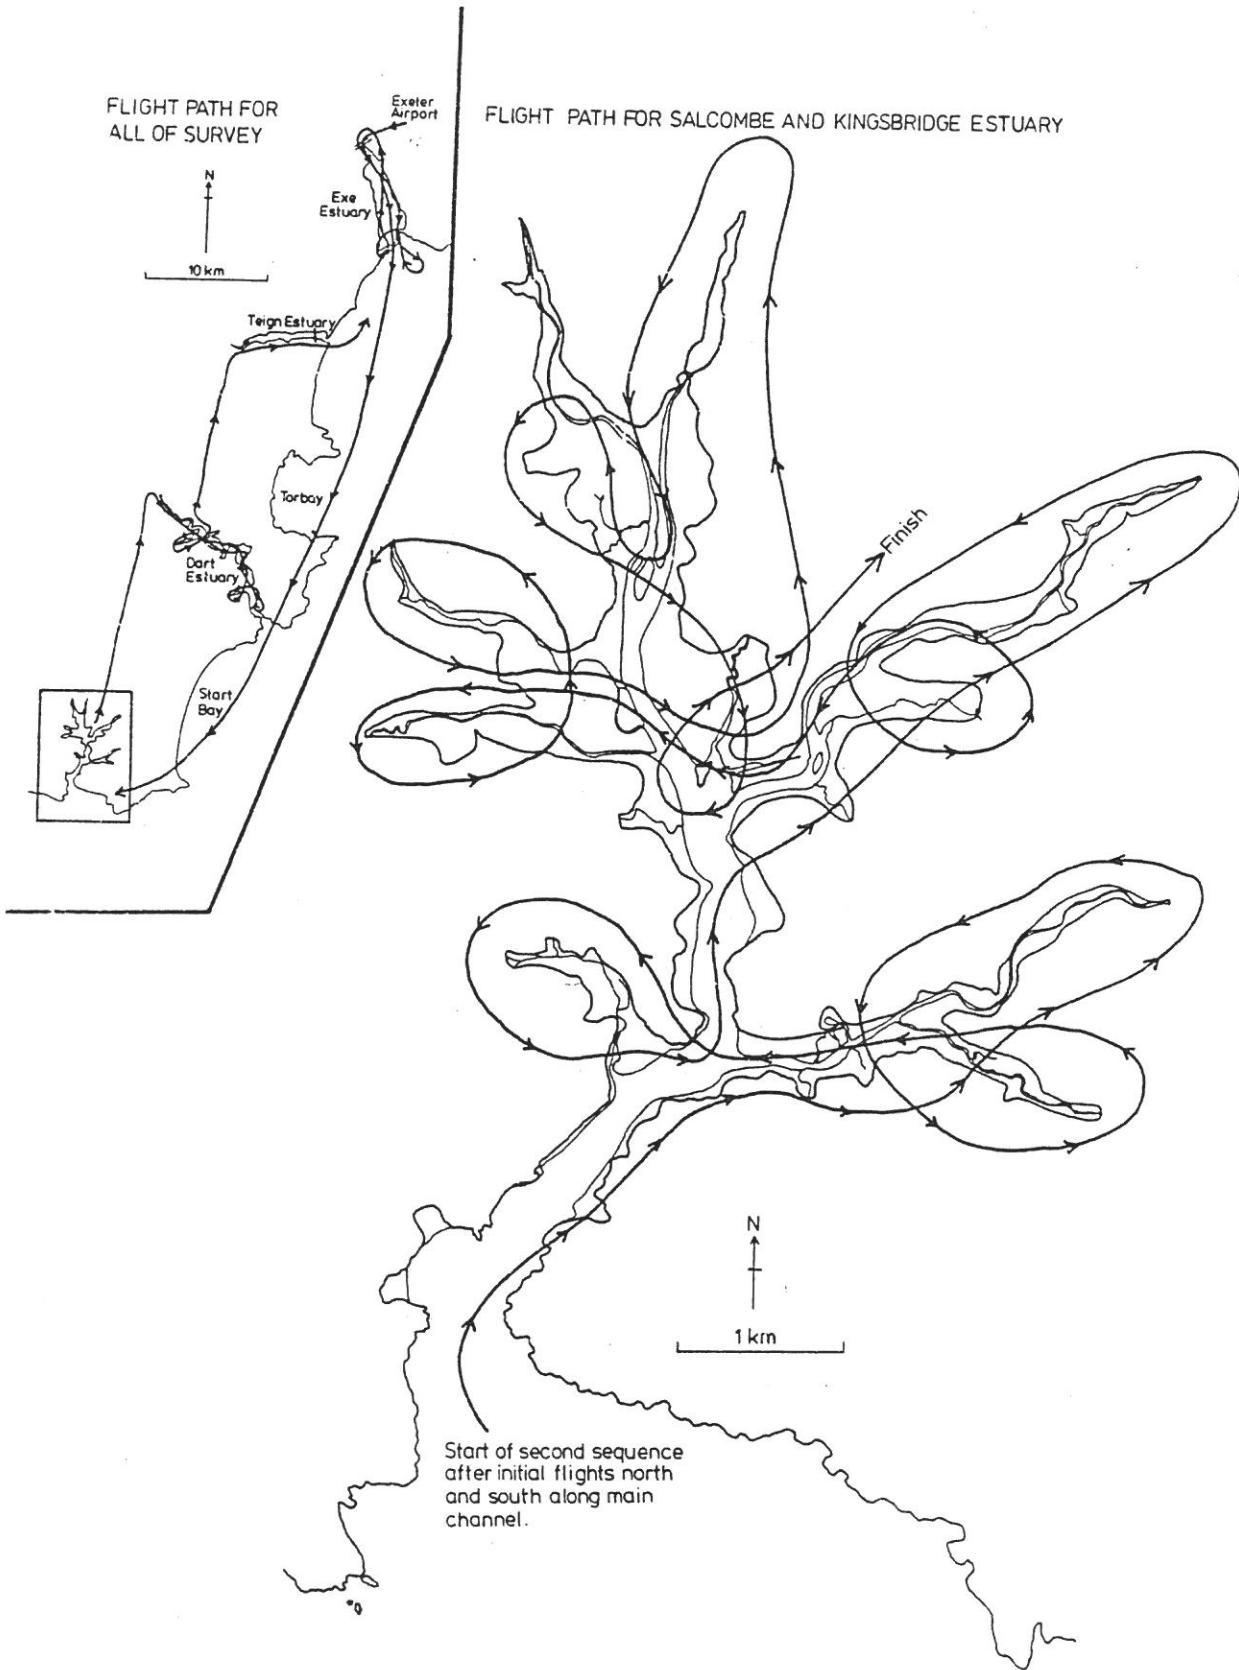 FLIGHT PATH FOR
ALL OF SURVEY
N
10 km
Exeter
Airport
Exe
Estuary
Teign Estuary
Torbay
Dart
Estuary
Start
Bay
FLIGHT PATH FOR SALCOMBE AND KINGSBRIDGE ESTUARY
Finish
N
1 km
Start of second sequence
after initial flights north
and south along main
channel.